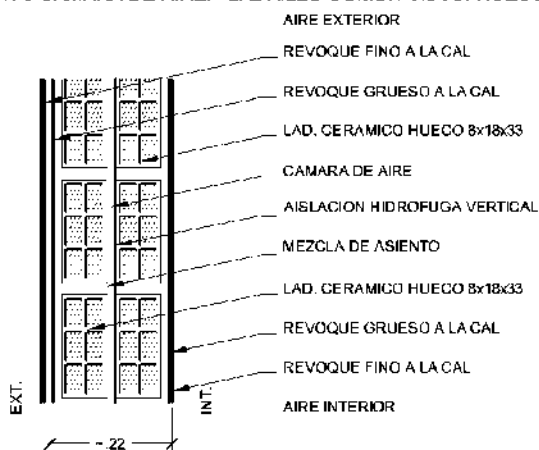 AIRE EXTERIOR
REVOQUE FINO A LA CAL
REVOQUE GRUESO A LA CAL
LAD. CERAMICO HUECO 8x18x33
CAMARA DE AIRE
AISLACION HIDROFUGA VERTICAL
MEZCLA DE ASIENTO
LAD. CERAMICO HUECO 8x18x33
REVOQUE GRUESO A LA CAL
REVOQUE FINO A LA CAL
AIRE INTERIOR
EXT.
INT.
~.22